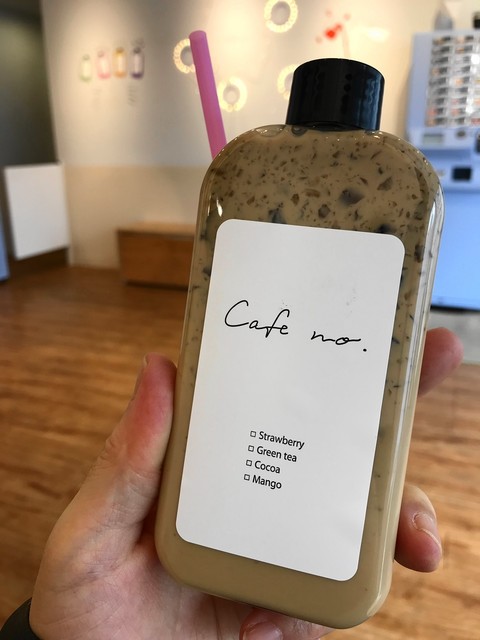 Cafe no.
□ Strawberry
□ Green tea
□ Cocoa
□ Mango